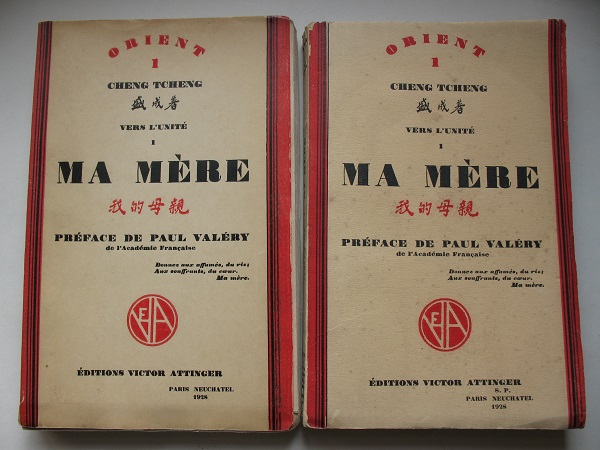 ORIENT
1
CHENG TCHENG
盛成著
VERS L'UNITÉ
1
MA MÈRE
我的母親
PRÉFACE DE PAUL VALÉRY
de l'Académie Française
Donnez aux affamés, du riz;
Aux souffrants, du cœur.
Ma mère.
EVA
ÉDITIONS VICTOR ATTINGER
PARIS NEUCHATEL
1928
ORIENT
1
CHENG TCHENG
盛成著
VERS L'UNITÉ
1
MA MÈRE
我的母親
PRÉFACE DE PAUL VALÉRY
de l'Académie Française
Donnez aux affamés, du riz;
Aux souffrants, du cœur.
Ma mère.
EVA
ÉDITIONS VICTOR ATTINGER
S. P.
PARIS NEUCHATEL
1928